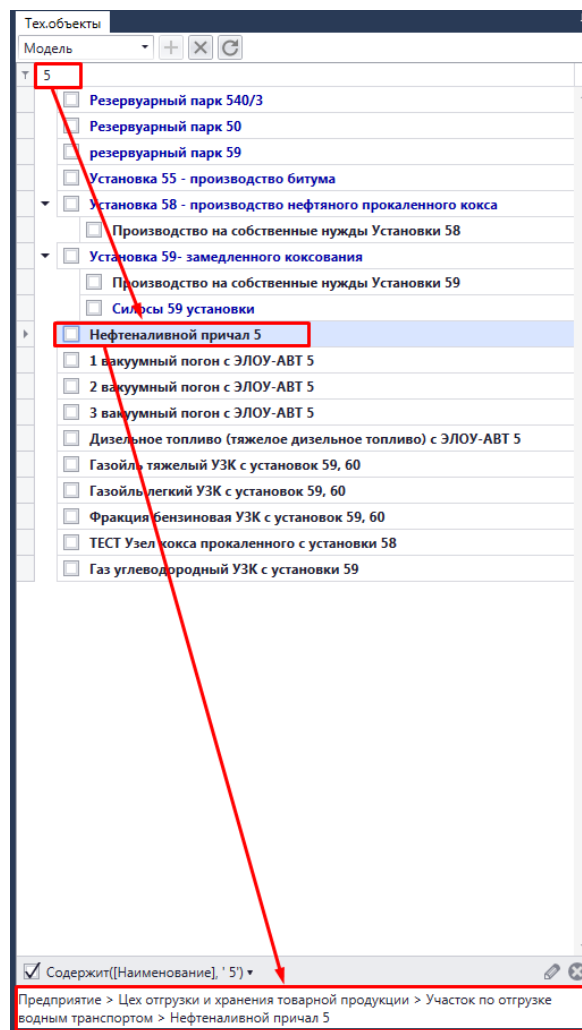 Тех.объекты
Модель
5
Резервуарный парк 540/3
Резервуарный парк 50
резервуарный парк 59
Установка 55 - производство битума
Установка 58 - производство нефтяного прокаленного кокса
Производство на собственные нужды Установки 58
Установка 59- замедленного коксования
Производство на собственные нужды Установки 59
Силосы 59 установки
Нефтеналивной причал 5
1 вакуумный погон с ЭЛОУ-АВТ 5
2 вакуумный погон с ЭЛОУ-АВТ 5
3 вакуумный погон с ЭЛОУ-АВТ 5
Дизельное топливо (тяжелое дизельное топливо) с ЭЛОУ-АВТ 5
Газойль тяжелый УЗК с установок 59, 60
Газойль легкий УЗК с установок 59, 60
Фракция бензиновая УЗК с установок 59, 60
ТЕСТ Узел кокса прокаленного с установки 58
Газ углеводородный УЗК с установки 59
Содержит([Наименование], ' 5')
Предприятие > Цех отгрузки и хранения товарной продукции > Участок по отгрузке
водным транспортом > Нефтеналивной причал 5